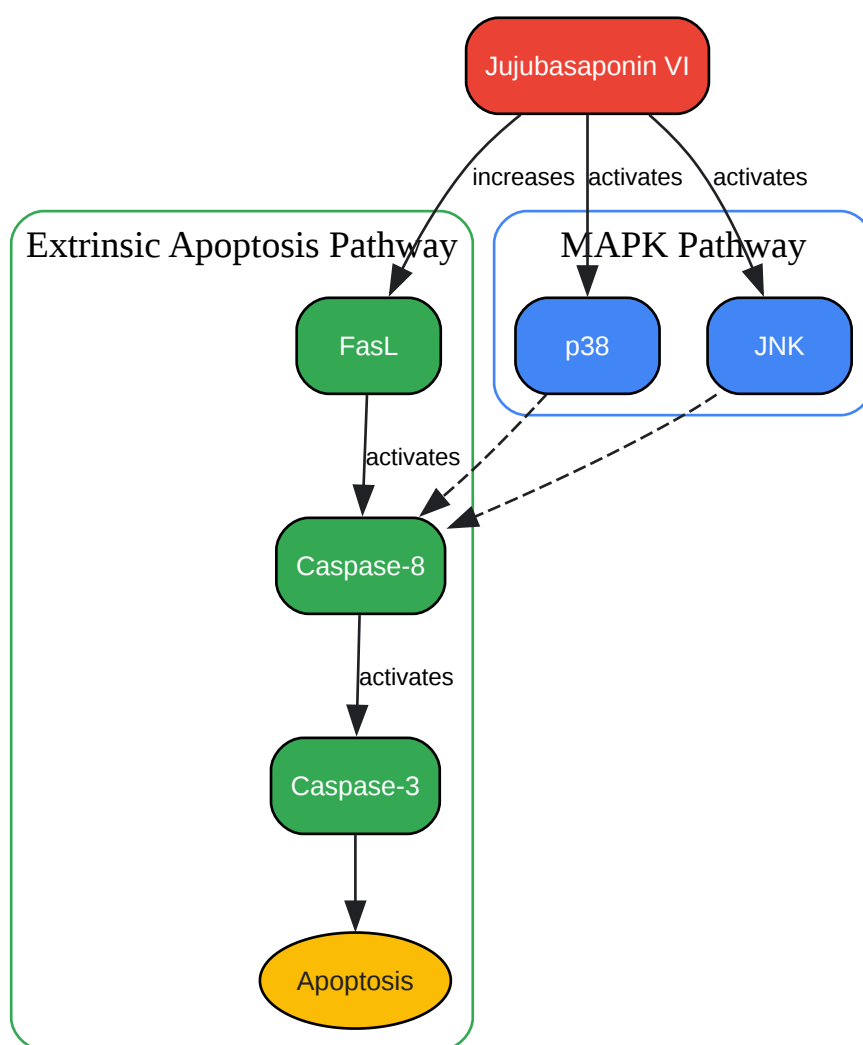 Jujubasaponin VI
increases
activates
activates
Extrinsic Apoptosis Pathway
MAPK Pathway
FasL
p38
JNK
activates
Caspase-8
activates
Caspase-3
Apoptosis